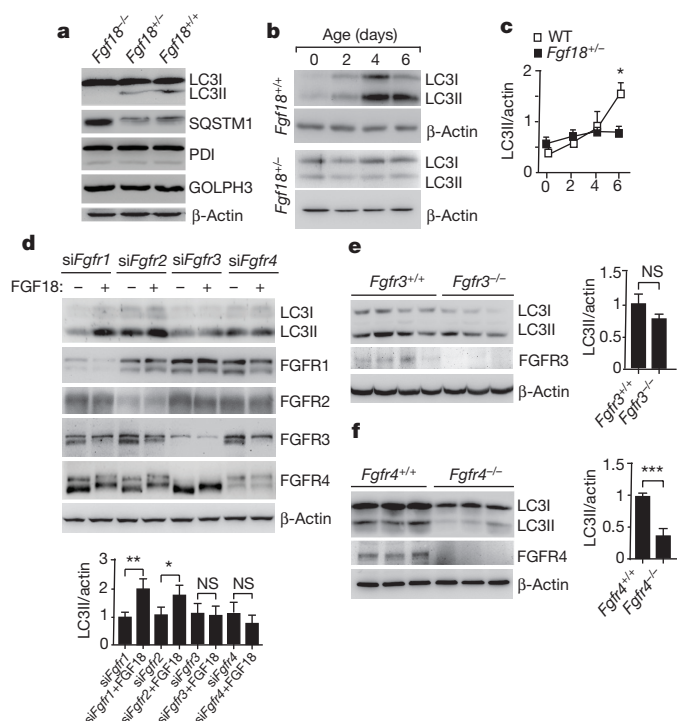 a
Fgf18−/−
Fgf18+/−
Fgf18+/+
LC3I
LC3II
SQSTM1
PDI
GOLPH3
β-Actin
b
Age (days)
0 2 4 6
Fgf18+/+
LC3I
LC3II
β-Actin
Fgf18+/−
LC3I
LC3II
β-Actin
c
WT
Fgf18+/−
LC3II/actin
2
1
0
*
0 2 4 6
d
siFgfr1 siFgfr2 siFgfr3 siFgfr4
FGF18: − + − + − + − +
LC3I
LC3II
FGFR1
FGFR2
FGFR3
FGFR4
β-Actin
LC3II/actin
3
2
1
0
** * NS NS
siFgfr1
siFgfr1+FGF18
siFgfr2
siFgfr2+FGF18
siFgfr3
siFgfr3+FGF18
siFgfr4
siFgfr4+FGF18
e
Fgfr3+/+ Fgfr3−/−
LC3I
LC3II
FGFR3
β-Actin
LC3II/actin
1.5
1
0.5
0
NS
Fgfr3+/+
Fgfr3−/−
f
Fgfr4+/+ Fgfr4−/−
LC3I
LC3II
FGFR4
β-Actin
LC3II/actin
1.5
1
0.5
0
***
Fgfr4+/+
Fgfr4−/−